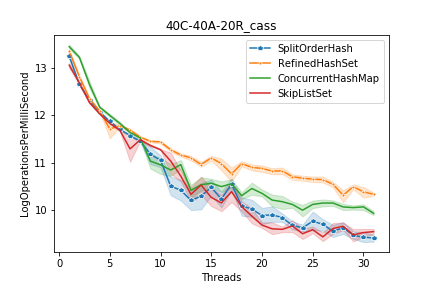 40C-40A-20R_cass
LogOperationsPerMilliSecond
13
12
11
10
SplitOrderHash
RefinedHashSet
ConcurrentHashMap
SkipListSet
0 5 10 15 20 25 30
Threads